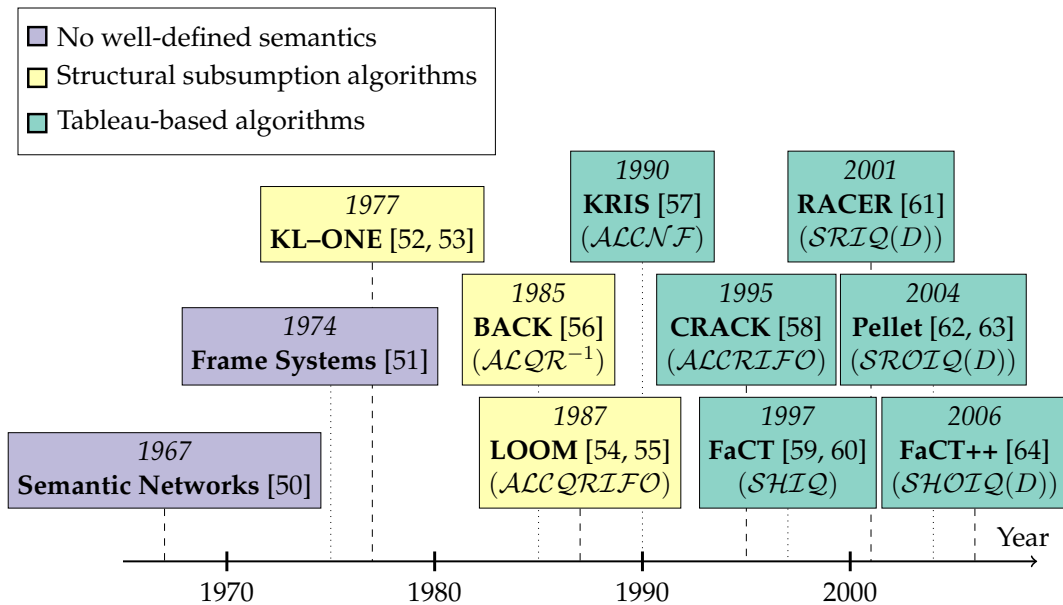 No well-defined semantics
Structural subsumption algorithms
Tableau-based algorithms
1977
KL–ONE [52, 53]
1990
KRIS [57]
(ALCNF)
2001
RACER [61]
(SRIQ(D))
1974
Frame Systems [51]
1985
BACK [56]
(ALQR⁻¹)
1995
CRACK [58]
(ALCRIFO)
2004
Pellet [62, 63]
(SROIQ(D))
1967
Semantic Networks [50]
1987
LOOM [54, 55]
(ALCQRIFO)
1997
FaCT [59, 60]
(SHIQ)
2006
FaCT++ [64]
(SHOIQ(D))
Year
1970
1980
1990
2000